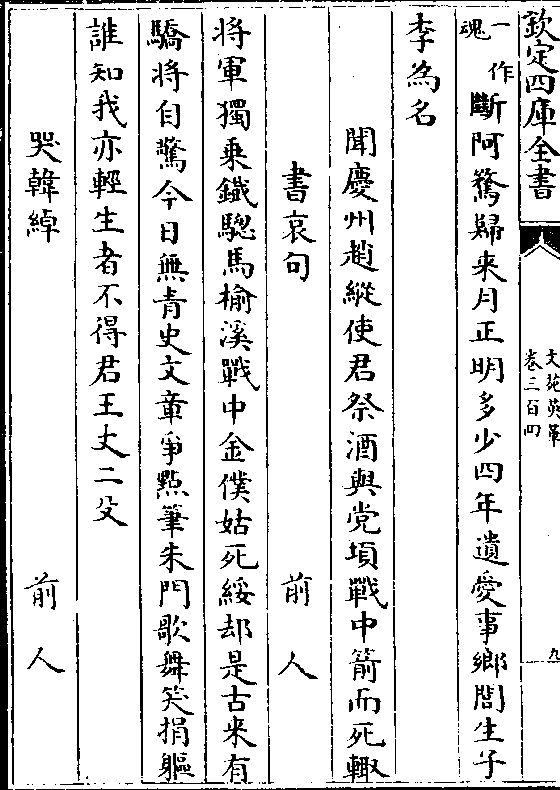 欽定四庫全書
文苑英華
卷三百四
九
一作
魂
斷阿鶩歸来月正明多少四年遺愛事鄉閭生子
李為名
聞慶州趙縱使君祭酒與党項戰中箭而死輙
書哀句 前人
将軍獨乗鐵驄馬榆溪戰中金僕姑死綏却是古来有
驍将自驚今日無青史文章爭㸃筆朱門歌舞笑捐軀
誰知我亦輕生者不得君王丈二殳
哭韓綽 前人